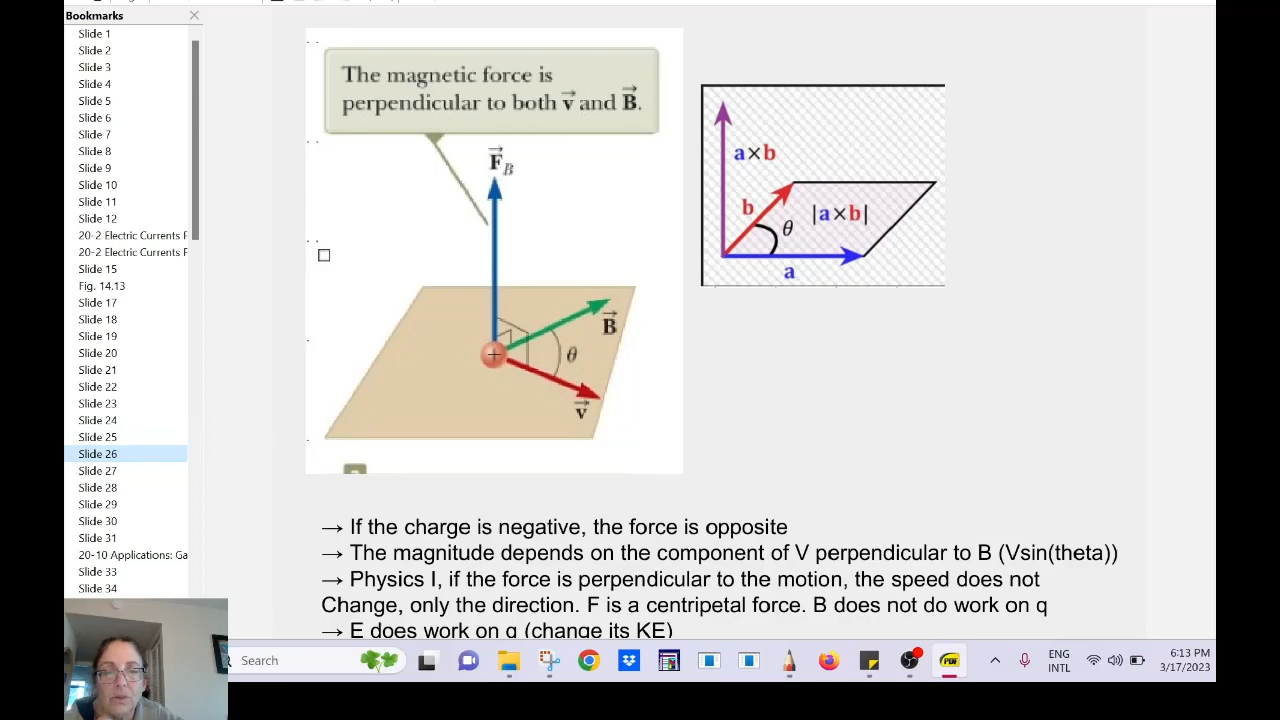 Bookmarks
Slide 1
Slide 2
Slide 3
Slide 4
Slide 5
Slide 6
Slide 7
Slide 8
Slide 9
Slide 10
Slide 11
Slide 12
20-2 Electric Currents F
20-2 Electric Currents F
Slide 15
Fig. 14.13
Slide 17
Slide 18
Slide 19
Slide 20
Slide 21
Slide 22
Slide 23
Slide 24
Slide 25
Slide 26
Slide 27
Slide 28
Slide 29
Slide 30
Slide 31
20-10 Applications: Ga
Slide 33
Slide 34
The magnetic force is
perpendicular to both v⃗ and B⃗.
F⃗B
B⃗
θ
v⃗
+
a×b
b
θ
|a×b|
a
→ If the charge is negative, the force is opposite
→ The magnitude depends on the component of V perpendicular to B (Vsin(theta))
→ Physics I, if the force is perpendicular to the motion, the speed does not
Change, only the direction. F is a centripetal force. B does not do work on q
→ E does work on q (change its KE)
Search
PDF
ENG
INTL
6:13 PM
3/17/2023